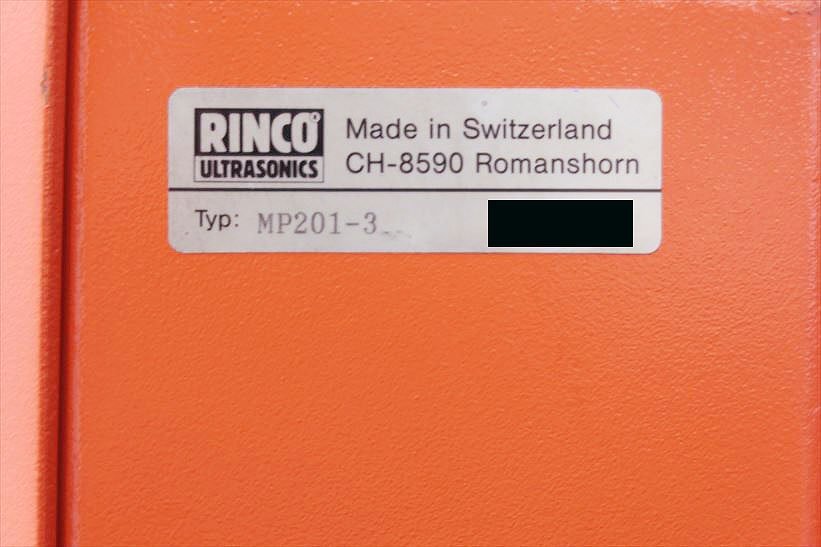 RINCO®
ULTRASONICS
Made in Switzerland
CH-8590 Romanshorn
Typ: MP201-3